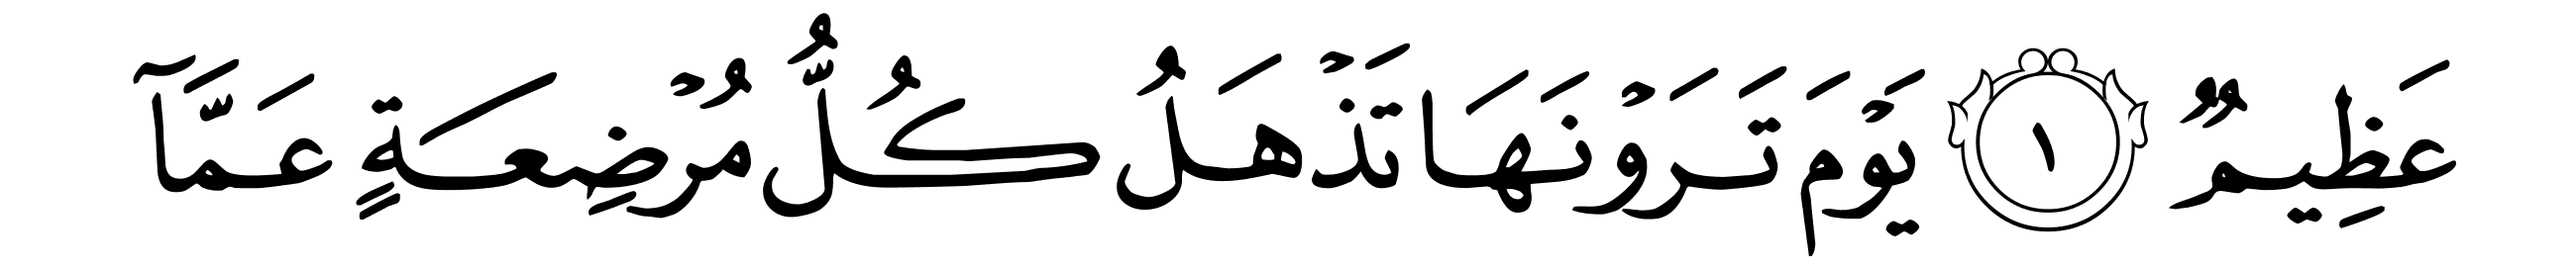 عَظِيمٌ ١ يَوْمَ تَرَوْنَهَا تَذْهَلُ كُلُّ مُرْضِعَةٍ عَمَّآ